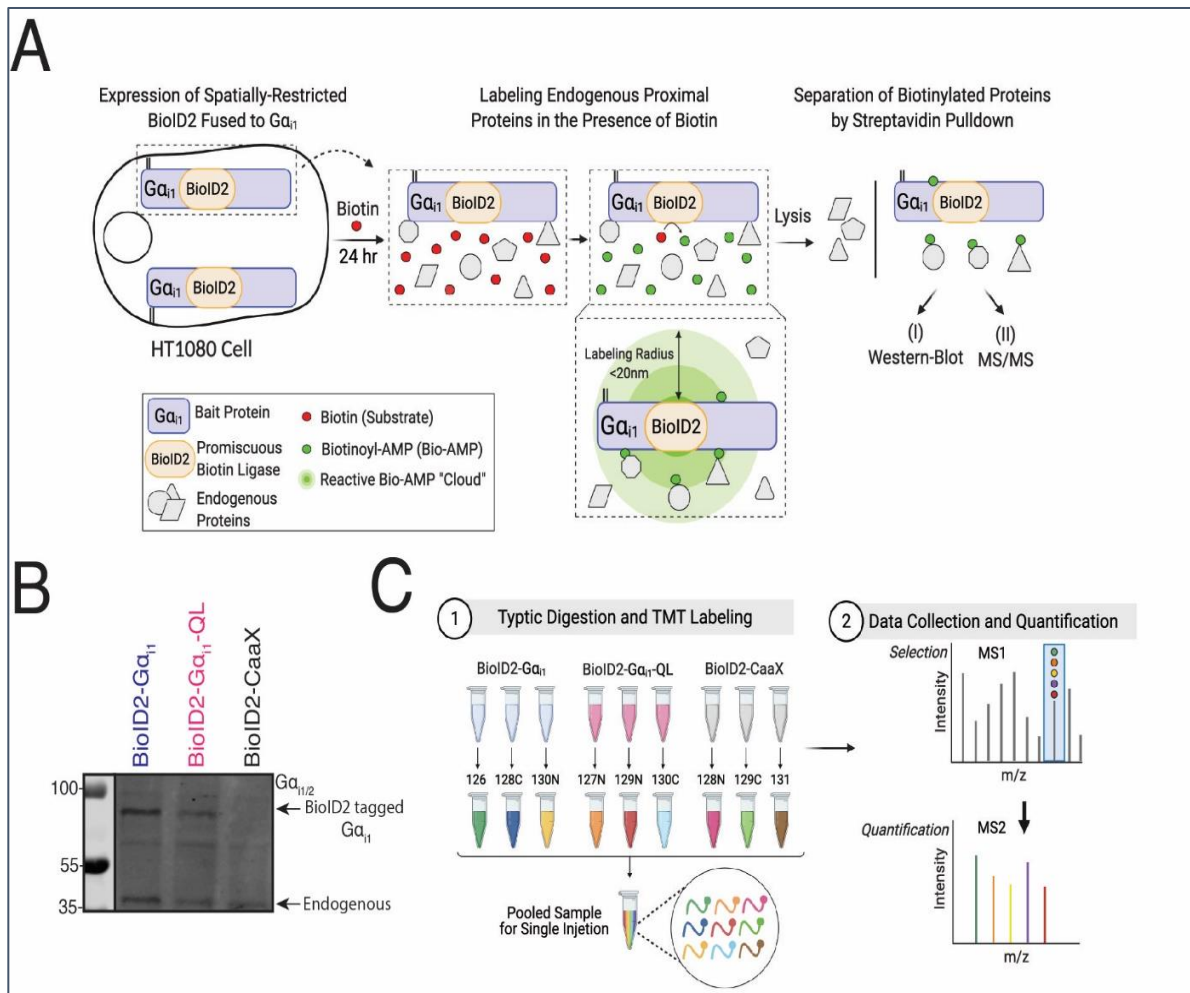 A
Expression of Spatially-Restricted
BioID2 Fused to Gαi1
Labeling Endogenous Proximal
Proteins in the Presence of Biotin
Separation of Biotinylated Proteins
by Streptavidin Pulldown
Gαi1 BioID2
Gαi1 BioID2
HT1080 Cell
Biotin
24 hr
Gαi1 BioID2
Gαi1 BioID2
Lysis
Gαi1 BioID2
(I)
Western-Blot
(II)
MS/MS
Labeling Radius
<20nm
Gαi1 BioID2
Gαi1 Bait Protein
BioID2 Promiscuous
Biotin Ligase
Endogenous
Proteins
Biotin (Substrate)
Biotinoyl-AMP (Bio-AMP)
Reactive Bio-AMP "Cloud"
B
BioID2-Gαi1
BioID2-Gαi1-QL
BioID2-CaaX
100
55
35
Gαi1/2
BioID2 tagged
Gαi1
Endogenous
C
1 Typtic Digestion and TMT Labeling
BioID2-Gαi1 BioID2-Gαi1-QL BioID2-CaaX
126 128C 130N 127N 129N 130C 128N 129C 131
Pooled Sample
for Single Injetion
2 Data Collection and Quantification
Selection MS1
Intensity
m/z
Quantification MS2
Intensity
m/z